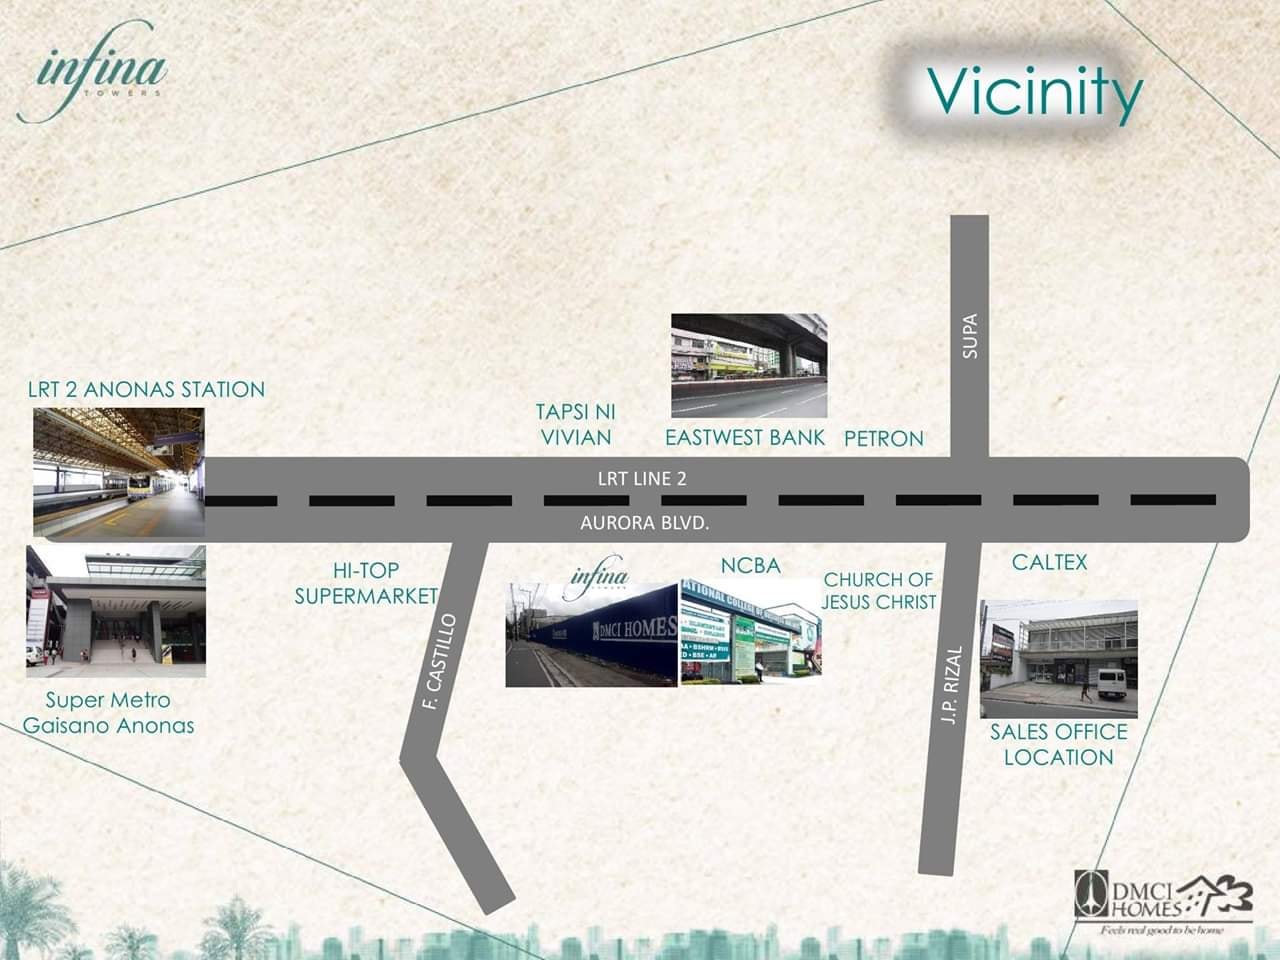 infina
TOWERS
Vicinity
SUPA
LRT 2 ANONAS STATION
TAPSI NI
VIVIAN
EASTWEST BANK
PETRON
LRT LINE 2
AURORA BLVD.
HI-TOP
SUPERMARKET
F. CASTILLO
infina
TOWERS
DMCI HOMES
NCBA
ATIONAL COLLEGE OF
CHURCH OF
JESUS CHRIST
J.P. RIZAL
CALTEX
SALES OFFICE
LOCATION
Super Metro
Gaisano Anonas
DMCI
HOMES
Feels real good to be home